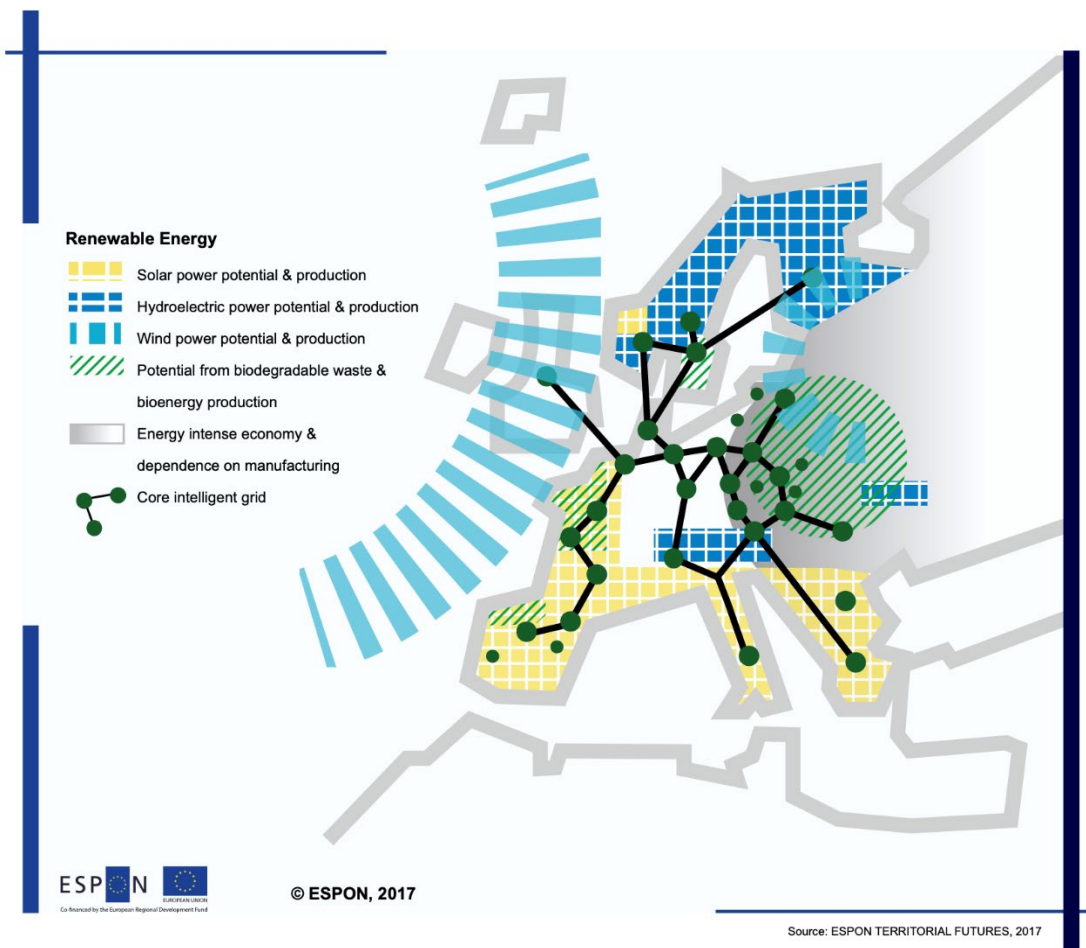 Renewable Energy
Solar power potential & production
Hydroelectric power potential & production
Wind power potential & production
Potential from biodegradable waste &
bioenergy production
Energy intense economy &
dependence on manufacturing
Core intelligent grid
ESPON
EUROPEAN UNION
Co-financed by the European Regional Development Fund
© ESPON, 2017
Source: ESPON TERRITORIAL FUTURES, 2017